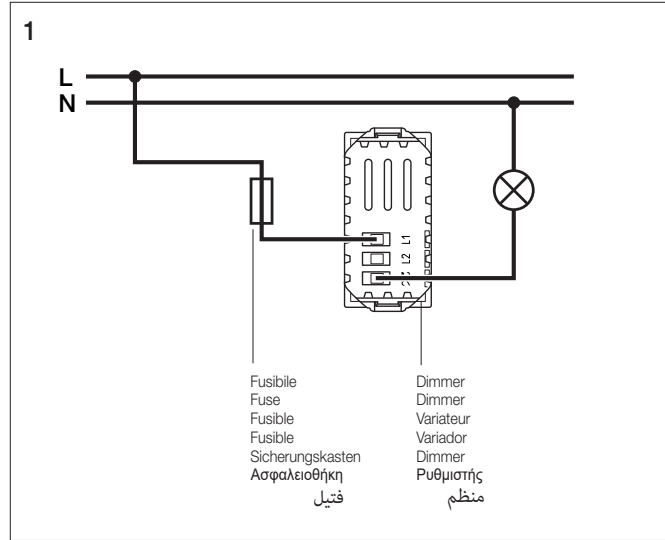 1
L
N
L1
L2
Fusibile
Fuse
Fusible
Fusible
Sicherungskasten
Ασφαλειοθήκη
فتيل
Dimmer
Dimmer
Variateur
Variador
Dimmer
Ρυθμιστής
منظم